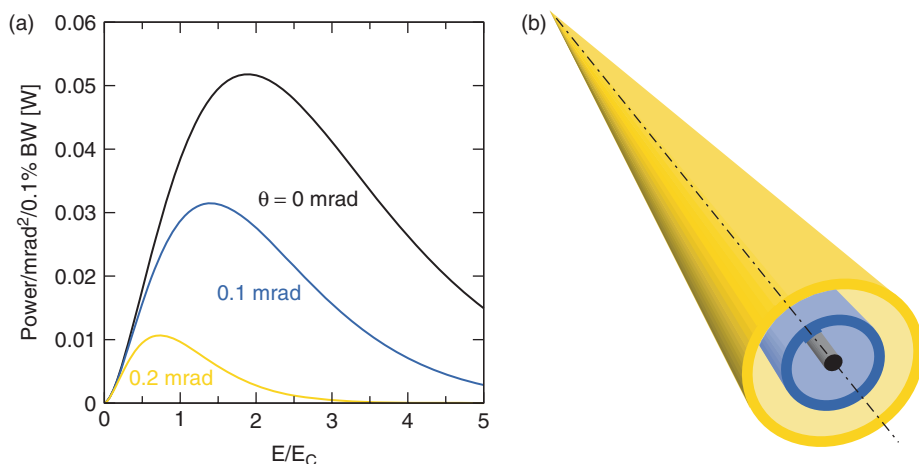 (a)
0.06
0.05
0.04
0.03
0.02
0.01
0
Power/mrad²/0.1% BW [W]
θ = 0 mrad
0.1 mrad
0.2 mrad
0 1 2 3 4 5
E/E_C
(b)